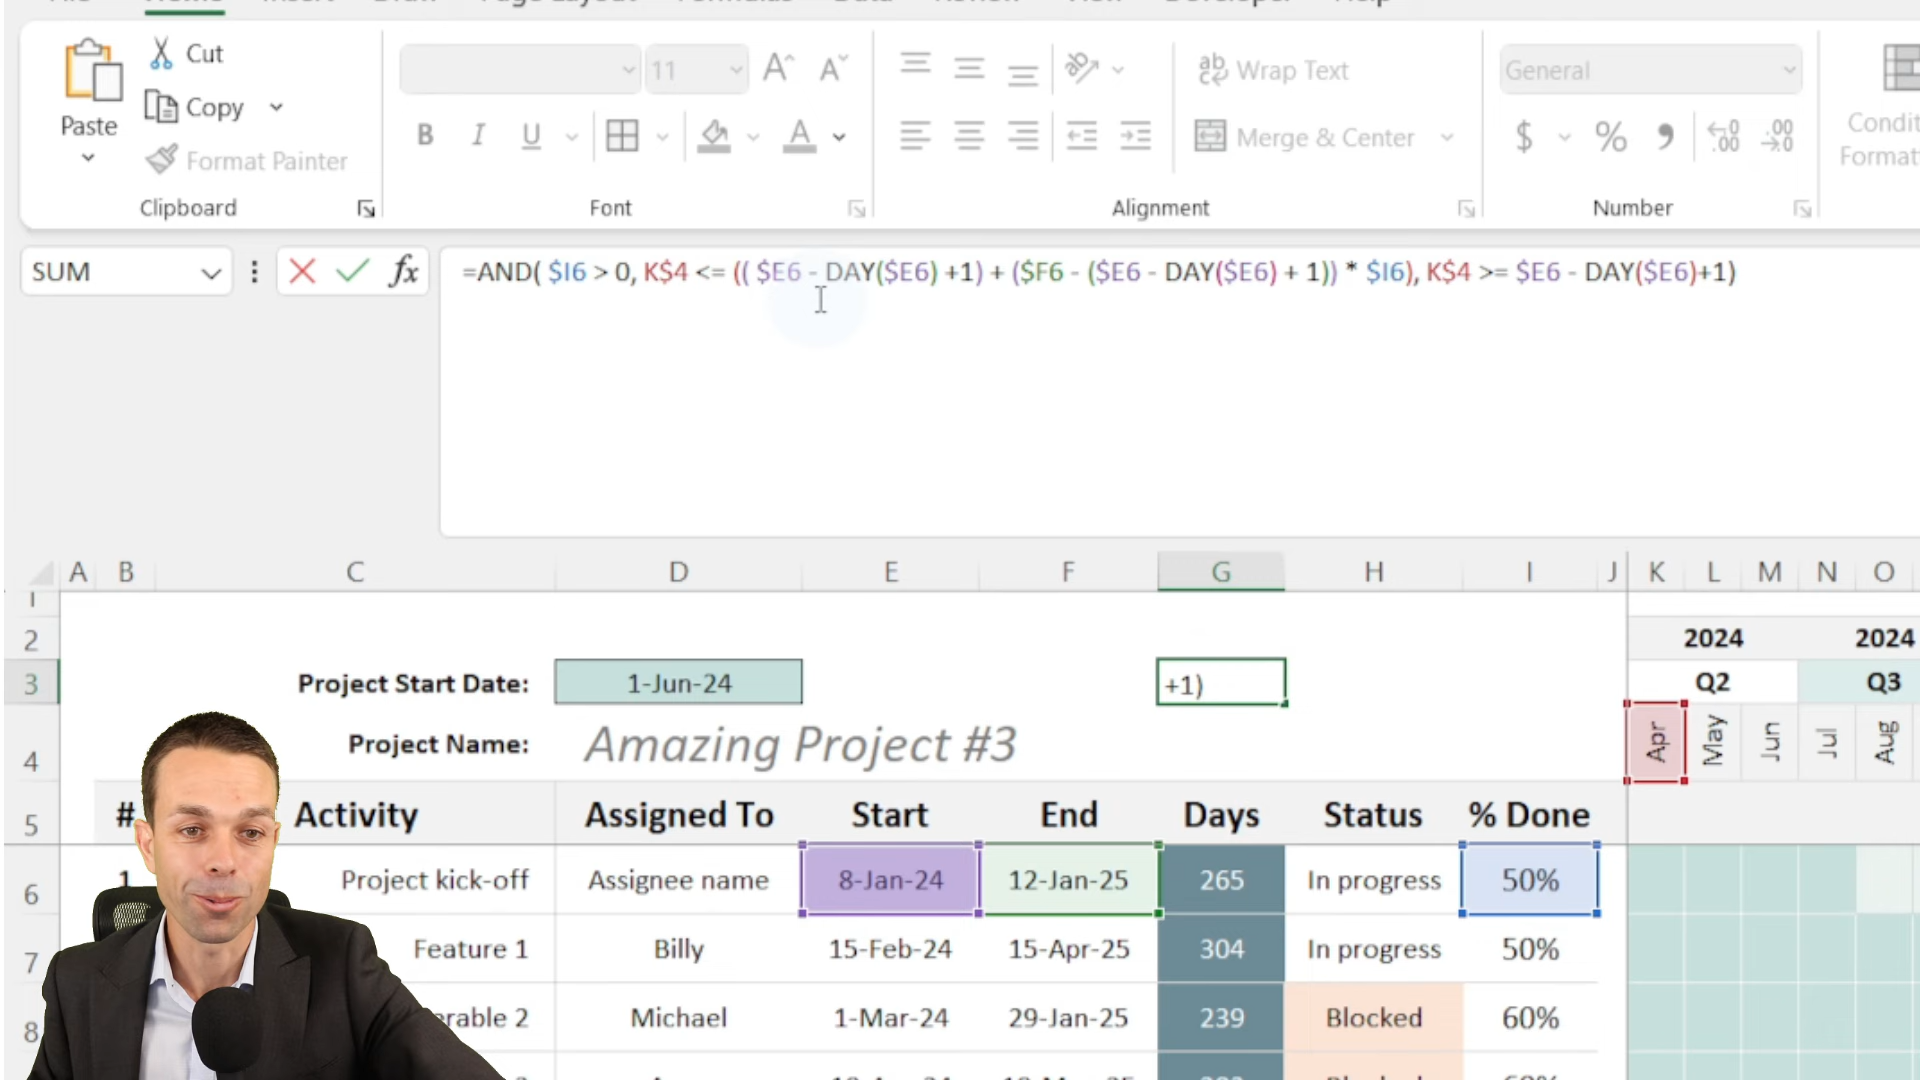 Cut
Copy
Paste
Format Painter
Clipboard
11
B I U
Font
Wrap Text
Merge & Center
Alignment
General
$ %
Number
SUM
fx
=AND( $I6 > 0, K$4 <= (( $E6 - DAY($E6) +1) + ($F6 - ($E6 - DAY($E6) + 1)) * $I6), K$4 >= $E6 - DAY($E6)+1)
A B C D E F G H I J K L M N O
1
2 2024 2024
3 Project Start Date: 1-Jun-24 +1) Q2 Q3
4 Project Name: Amazing Project #3 Apr May Jun Jul Aug
5 # Activity Assigned To Start End Days Status % Done
6 1 Project kick-off Assignee name 8-Jan-24 12-Jan-25 265 In progress 50%
7 Feature 1 Billy 15-Feb-24 15-Apr-25 304 In progress 50%
8 Michael 1-Mar-24 29-Jan-25 239 Blocked 60%